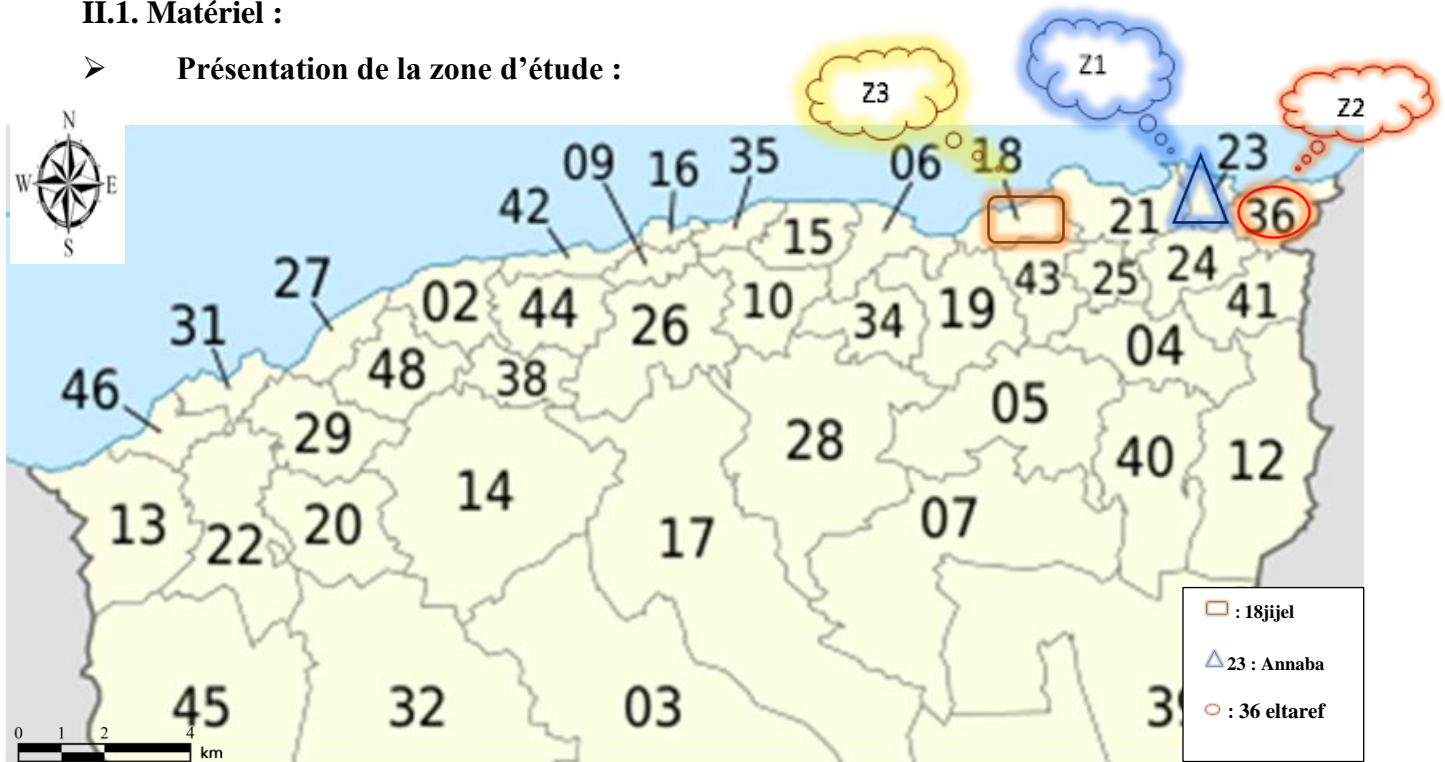 II.1. Matériel :
➢ Présentation de la zone d'étude :
Z3
Z1
Z2
N
W E
S
09 16 35 06 18 23
42
15 21 36
27
02 44 26 10 34 19 43 25 24 41
31
46 48 38 04
29 28 05 40 12
13 22 20 14 17 07
45 32 03 39
: 18jijel
23 : Annaba
: 36 eltaref
0 1 2 4
km